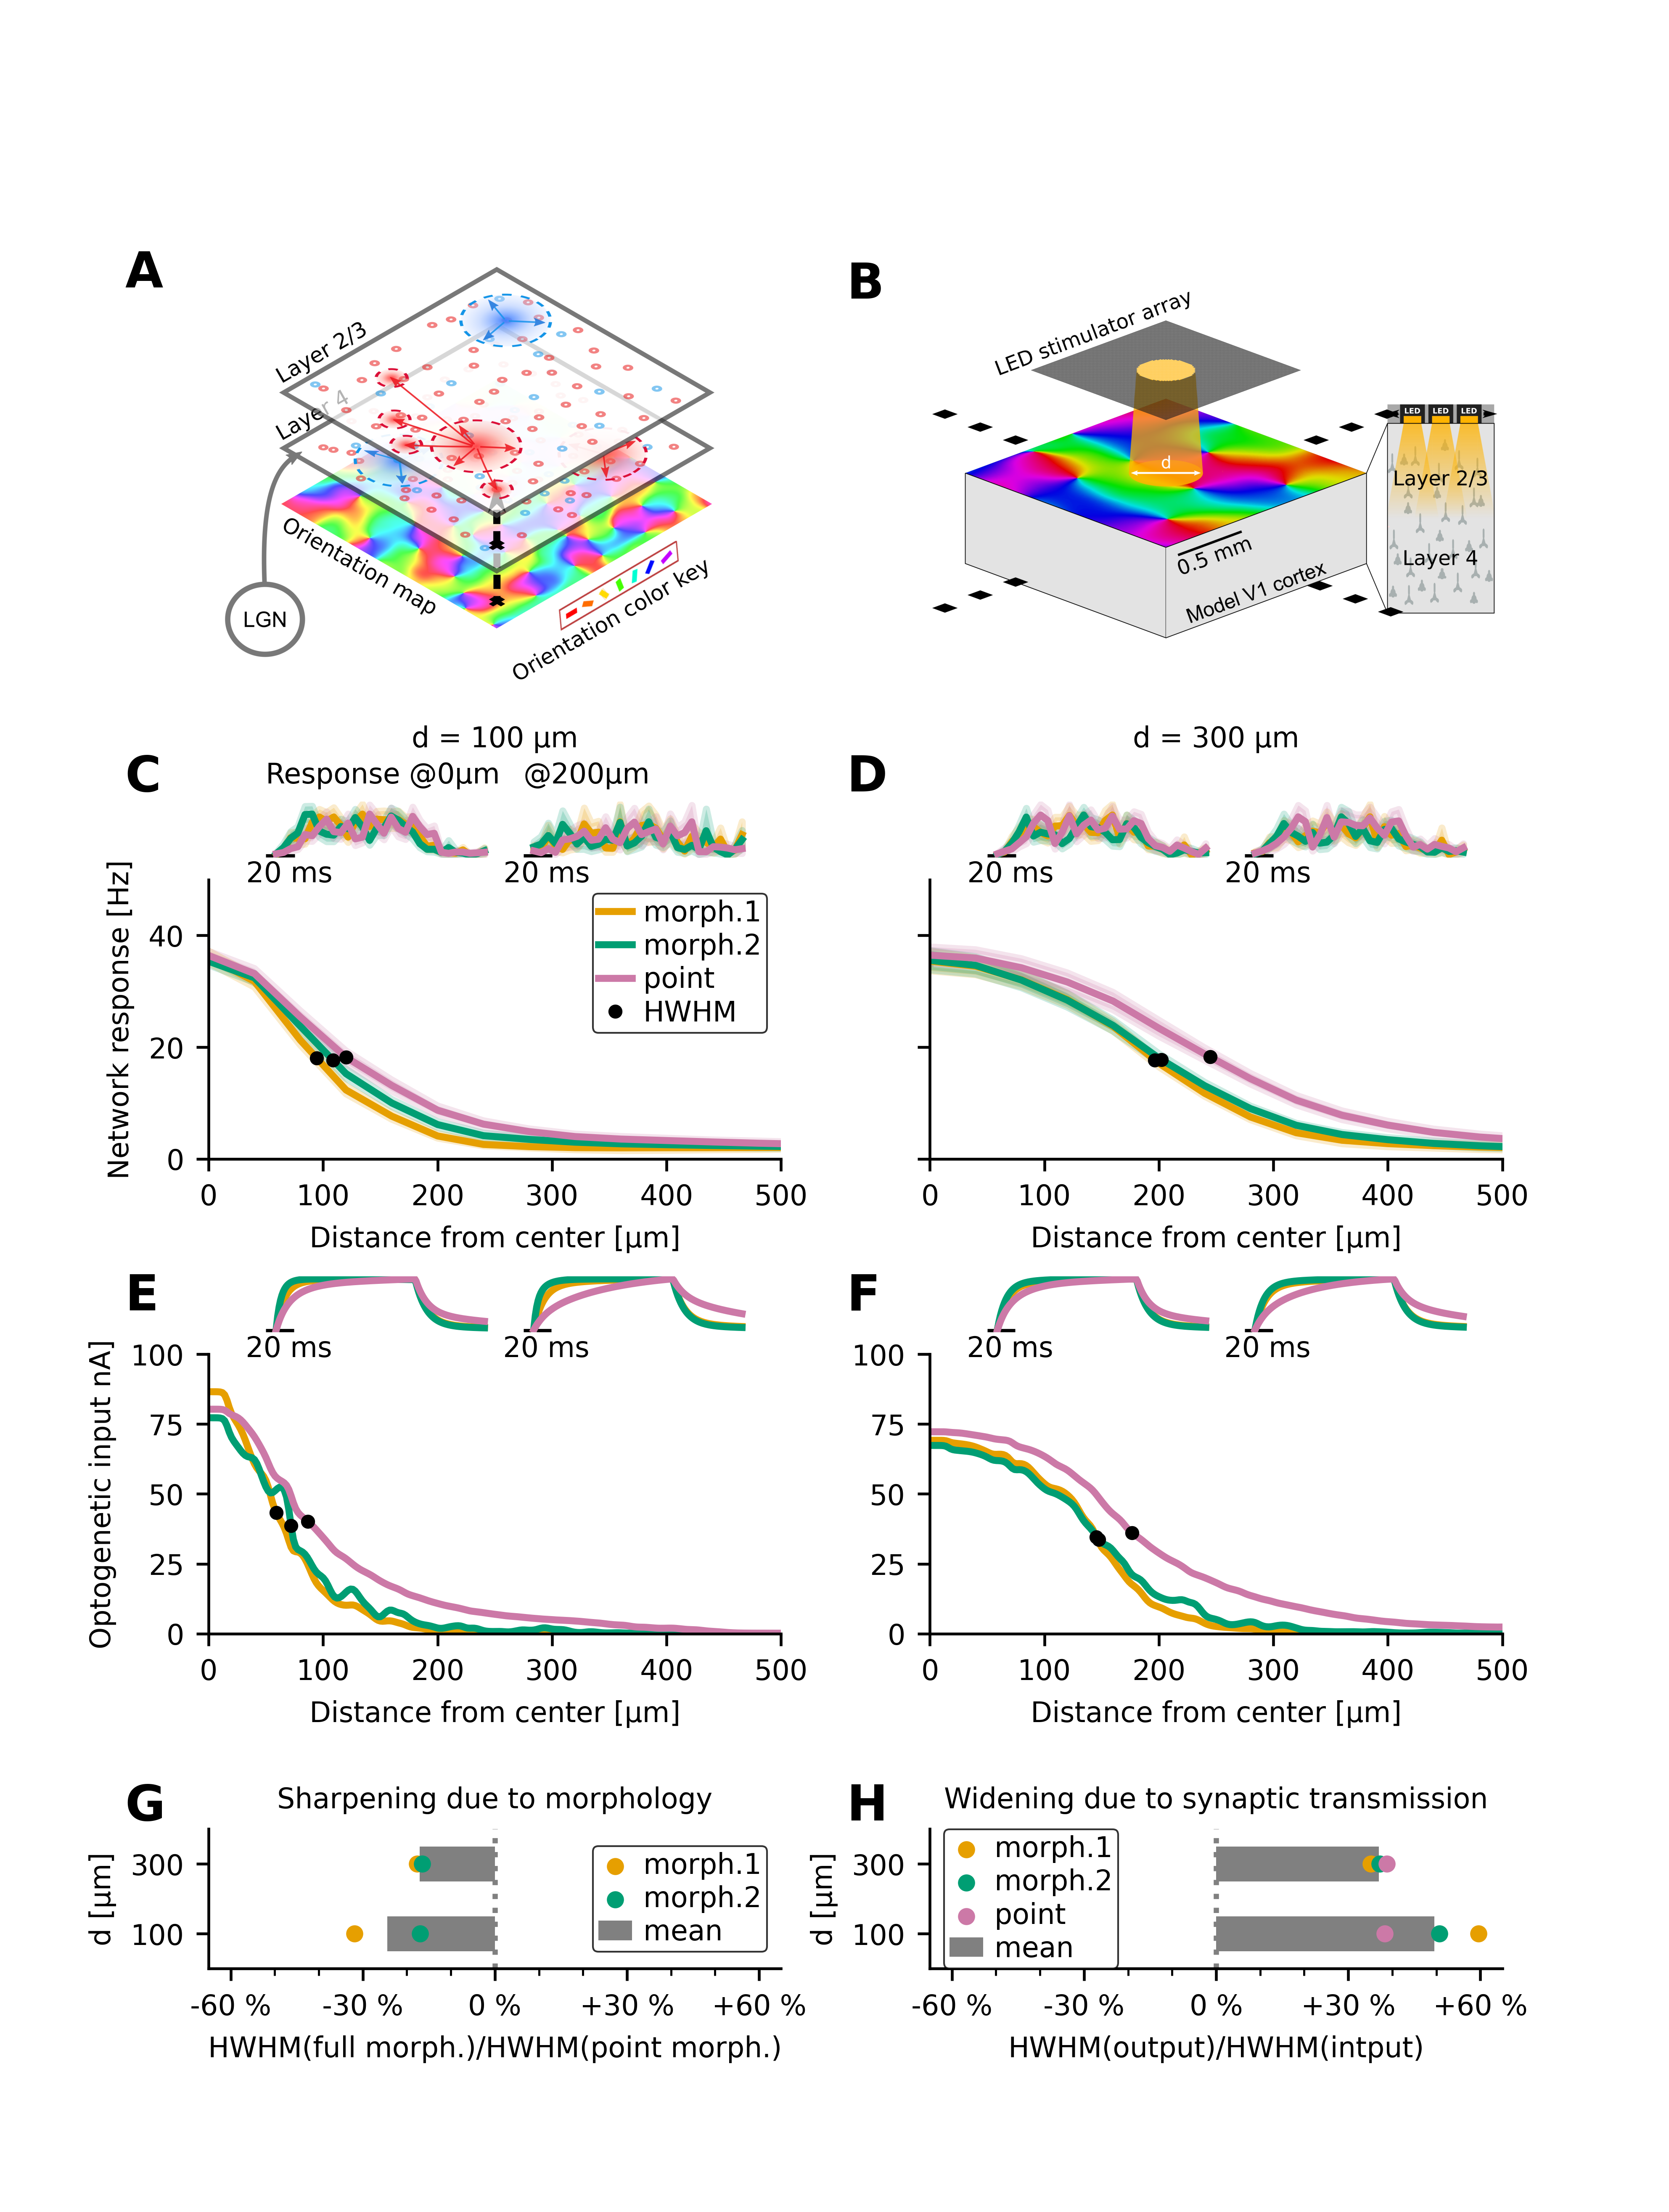 A
Layer 2/3
Layer 4
Orientation map
Orientation color key
LGN
B
LED stimulator array
d
0.5 mm
Model V1 cortex
LED LED LED
Layer 2/3
Layer 4
d = 100 µm
C
Response @0µm @200µm
20 ms 20 ms
Network response [Hz]
40
20
0
morph.1
morph.2
point
HWHM
0 100 200 300 400 500
Distance from center [µm]
d = 300 µm
D
20 ms 20 ms
0 100 200 300 400 500
Distance from center [µm]
E
20 ms 20 ms
Optogenetic input nA]
100
75
50
25
0
0 100 200 300 400 500
Distance from center [µm]
F
20 ms 20 ms
100
75
50
25
0
0 100 200 300 400 500
Distance from center [µm]
G
Sharpening due to morphology
d [µm]
300
100
morph.1
morph.2
mean
-60 % -30 % 0 % +30 % +60 %
HWHM(full morph.)/HWHM(point morph.)
H
Widening due to synaptic transmission
d [µm]
300
100
morph.1
morph.2
point
mean
-60 % -30 % 0 % +30 % +60 %
HWHM(output)/HWHM(intput)